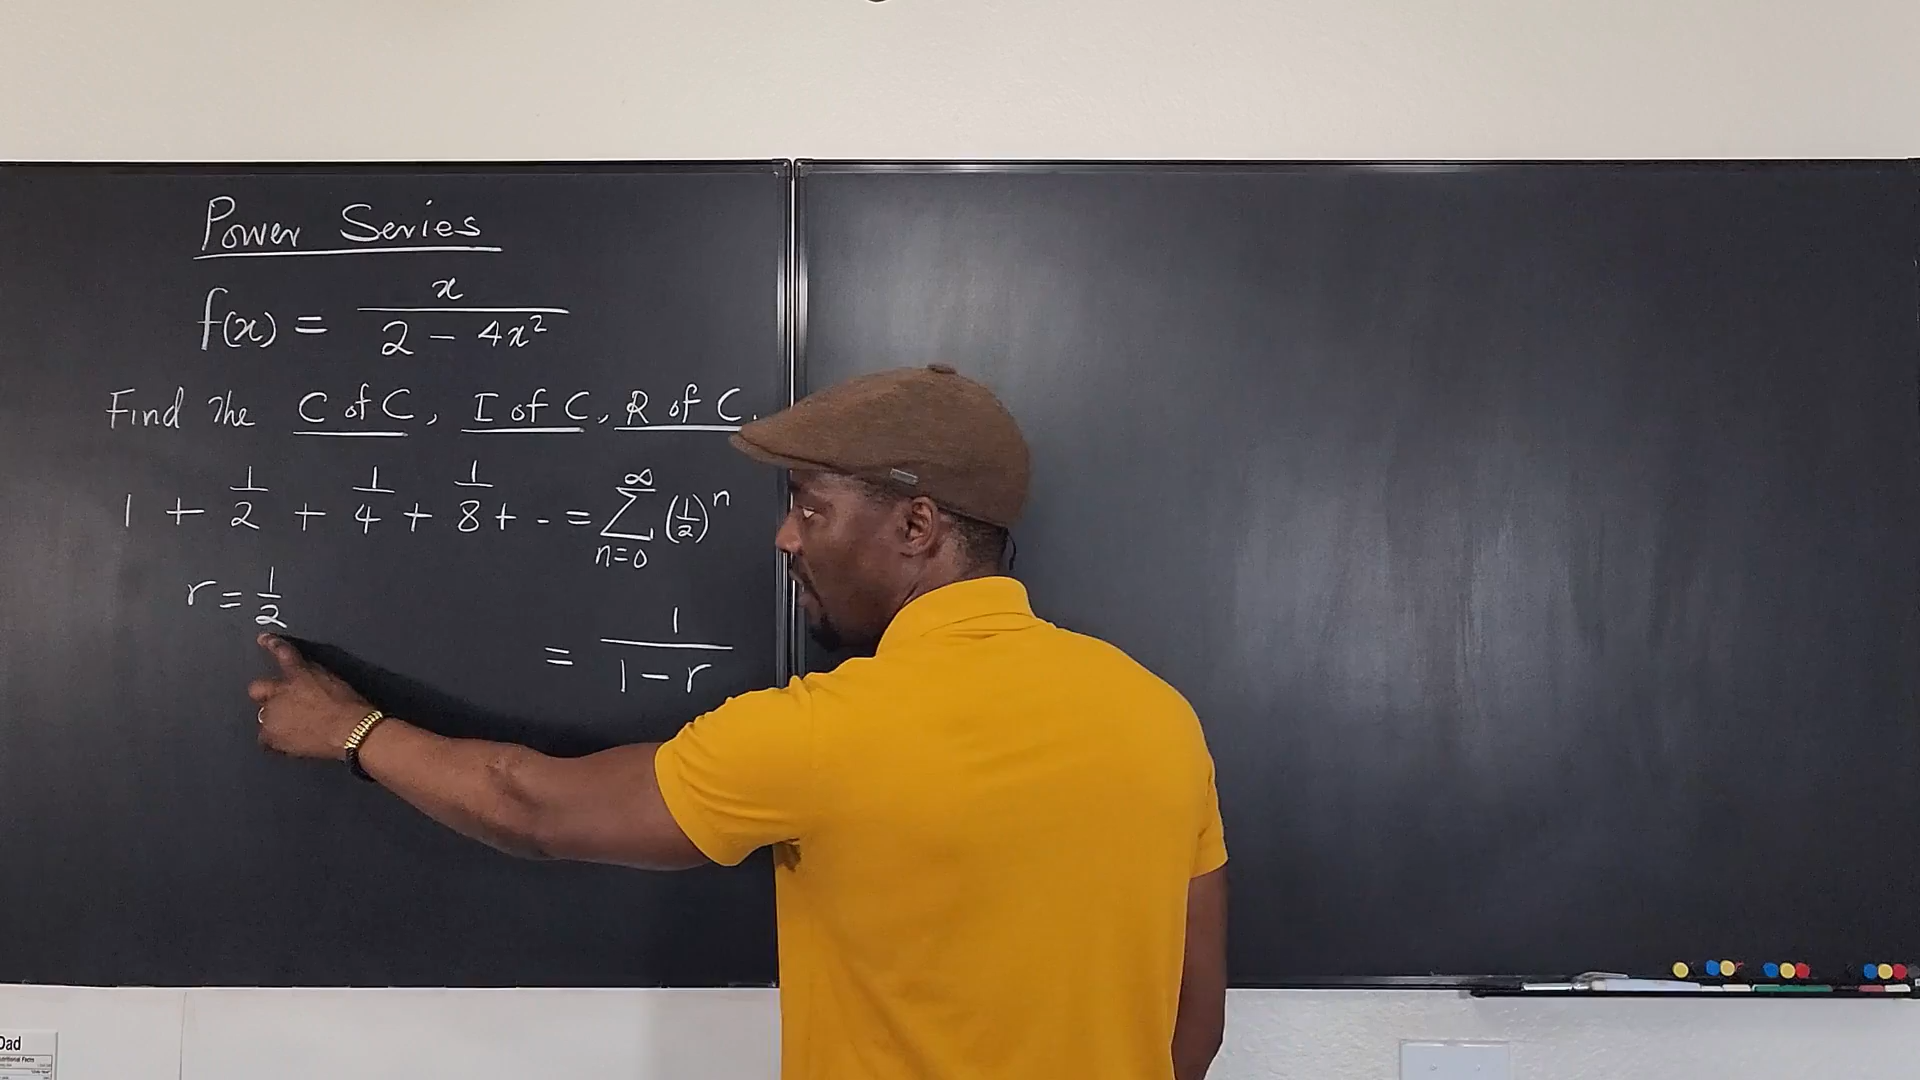 Power Series
f(x) = x / (2 - 4x²)
Find the C of C, I of C, R of C.
1 + 1/2 + 1/4 + 1/8 + - = ∑_{n=0}^{∞} (1/2)ⁿ
r = 1/2
= 1 / (1 - r)
Dad